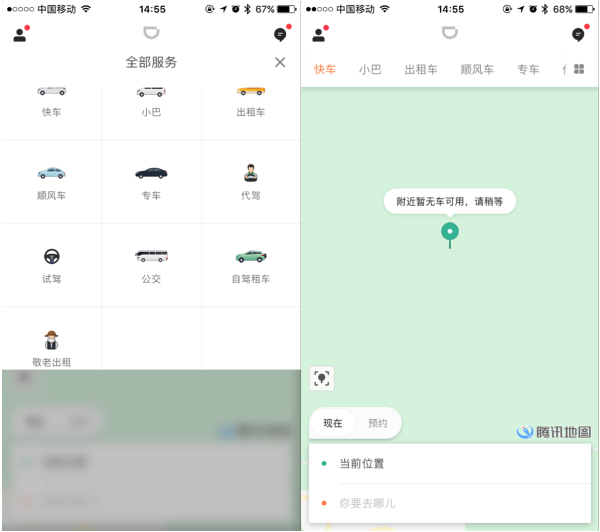 中国移动 14:55 67%
全部服务
快车 小巴 出租车
顺风车 专车 代驾
试驾 公交 自驾租车
敬老出租
中国移动 14:55 68%
快车 小巴 出租车 顺风车 专车
附近暂无车可用，请稍等
现在 预约
腾讯地图
当前位置
你要去哪儿